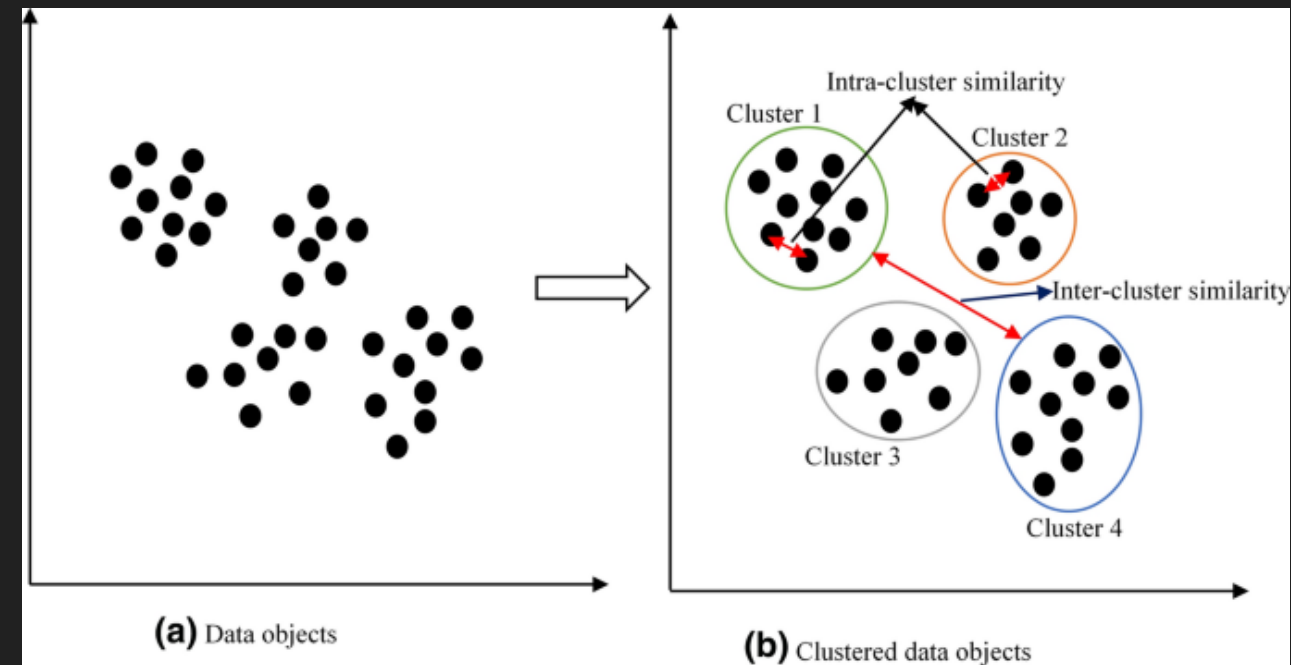 Intra-cluster similarity
Cluster 1
Cluster 2
Inter-cluster similarity
Cluster 3
Cluster 4
(a) Data objects
(b) Clustered data objects